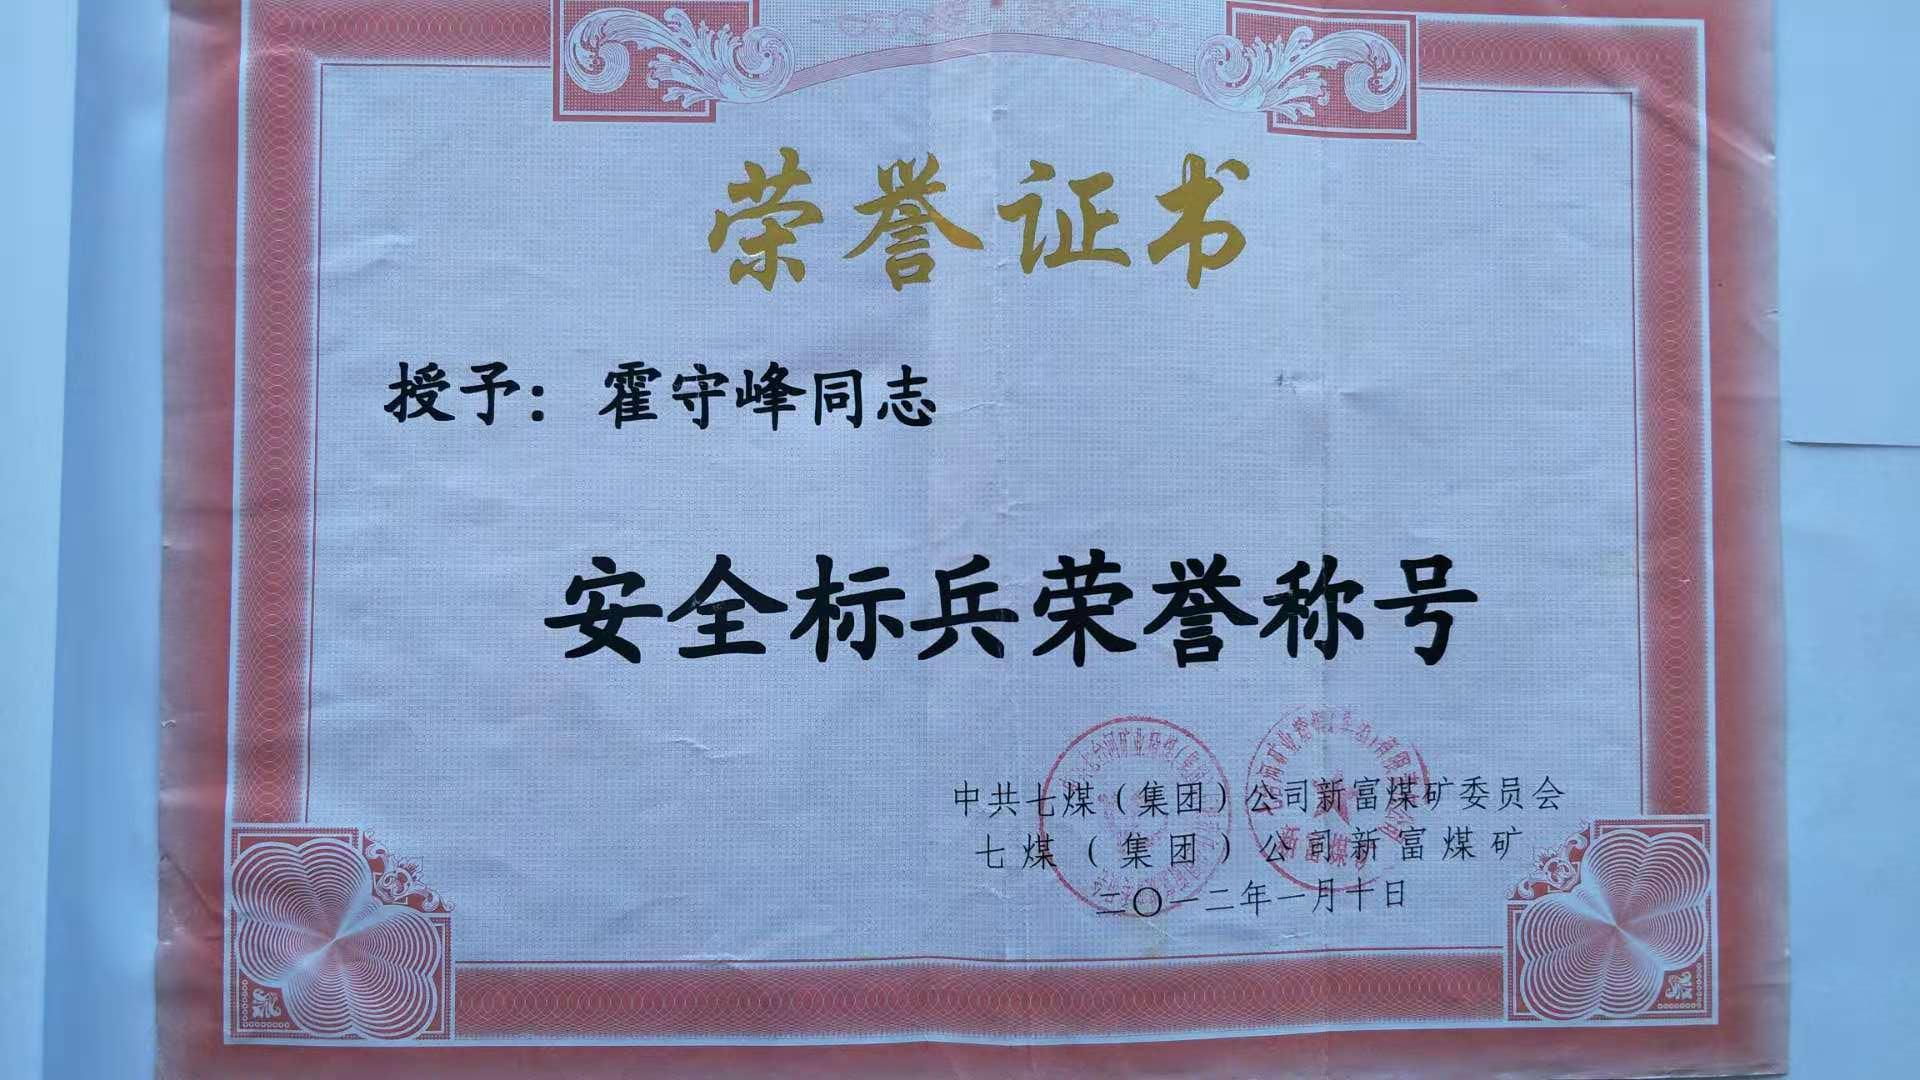 荣誉证书
授予：霍守峰同志
安全标兵荣誉称号
中共七煤（集团）公司新富煤矿委员会
七煤（集团）公司新富煤矿
二〇一二年一月十日